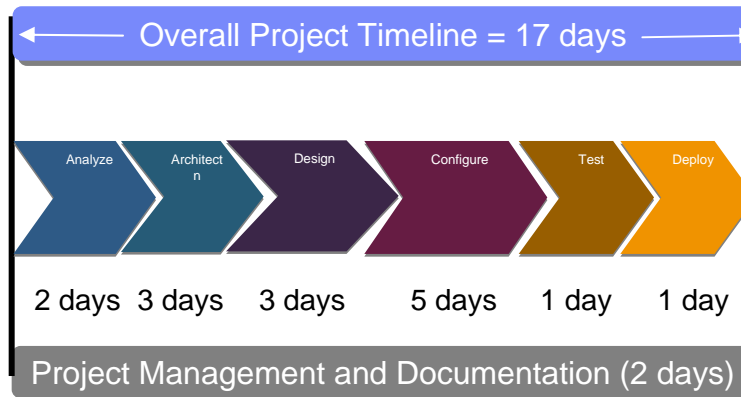 Overall Project Timeline = 17 days
Analyze
Architect
n
Design
Configure
Test
Deploy
2 days
3 days
3 days
5 days
1 day
1 day
Project Management and Documentation (2 days)